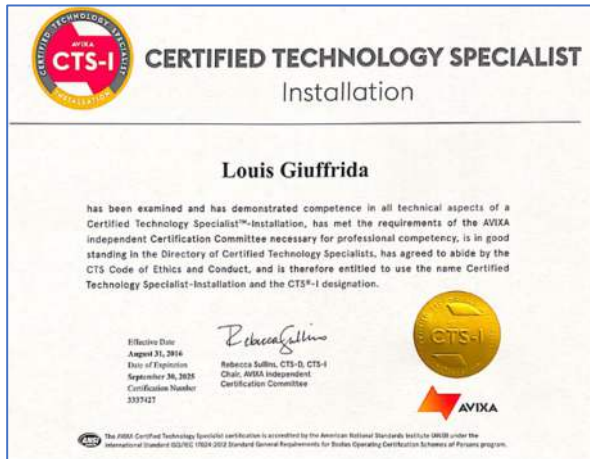 CERTIFIED TECHNOLOGY SPECIALIST
AVIXA
CTS-I
INSTALLATION
Installation
Louis Giuffrida
has been examined and has demonstrated competence in all technical aspects of a
Certified Technology Specialist™-Installation, has met the requirements of the AVIXA
independent Certification Committee necessary for professional competency, is in good
standing in the Directory of Certified Technology Specialists, has agreed to abide by the
CTS Code of Ethics and Conduct, and is therefore entitled to use the name Certified
Technology Specialist-Installation and the CTS®-I designation.
Effective Date
August 31, 2016
Date of Expiration
September 30, 2025
Certification Number
3337427
Rebecca Sullins
Rebecca Sullins, CTS-D, CTS-I
Chair, AVIXA Independent
Certification Committee
CTS-I
AVIXA
ANSI
The AVIXA Certified Technology Specialist certification is accredited by the American National Standards Institute (ANSI) under the
International Standard ISO/IEC 17024:2012 Standard General Requirements for Bodies Operating Certification Schemes of Persons program.